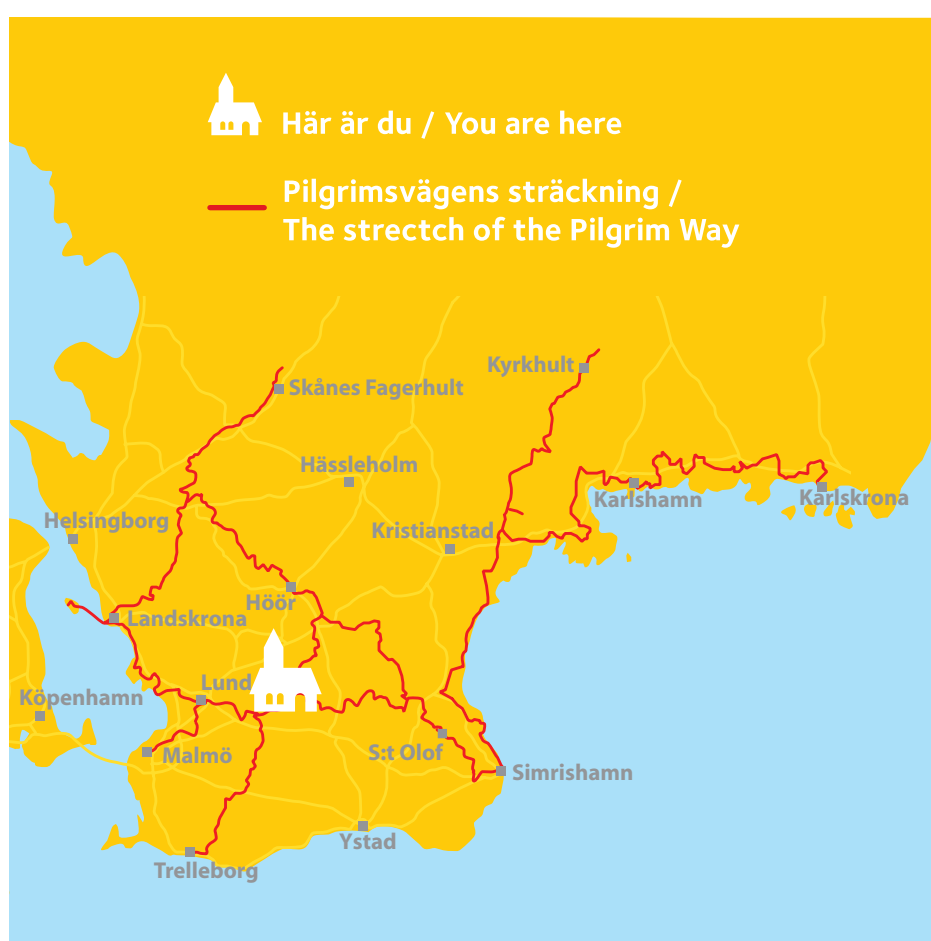 Här är du / You are here
Pilgrimsvägens sträckning /
The strectch of the Pilgrim Way
Kyrkhult
Skånes Fagerhult
Hässleholm
Karlshamn
Karlskrona
Helsingborg
Kristianstad
Höör
Landskrona
Lund
Köpenhamn
Malmö
S:t Olof
Simrishamn
Ystad
Trelleborg